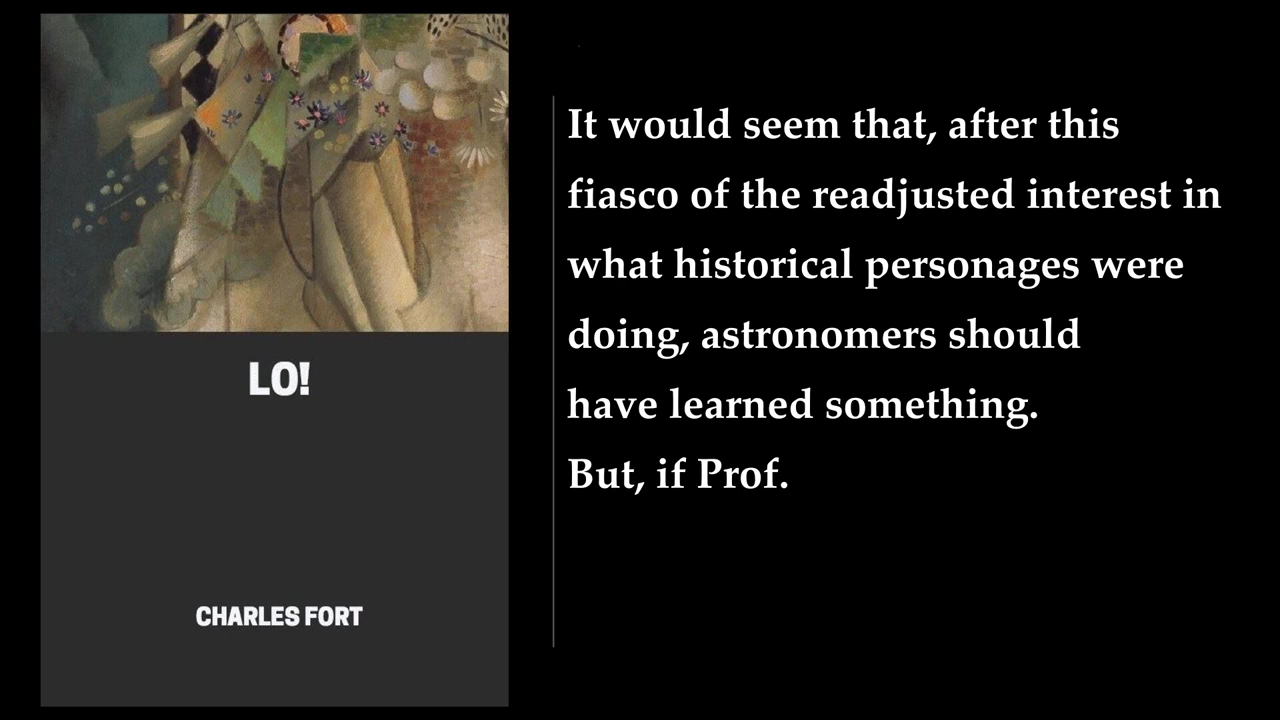 LO!
CHARLES FORT
It would seem that, after this
fiasco of the readjusted interest in
what historical personages were
doing, astronomers should
have learned something.
But, if Prof.